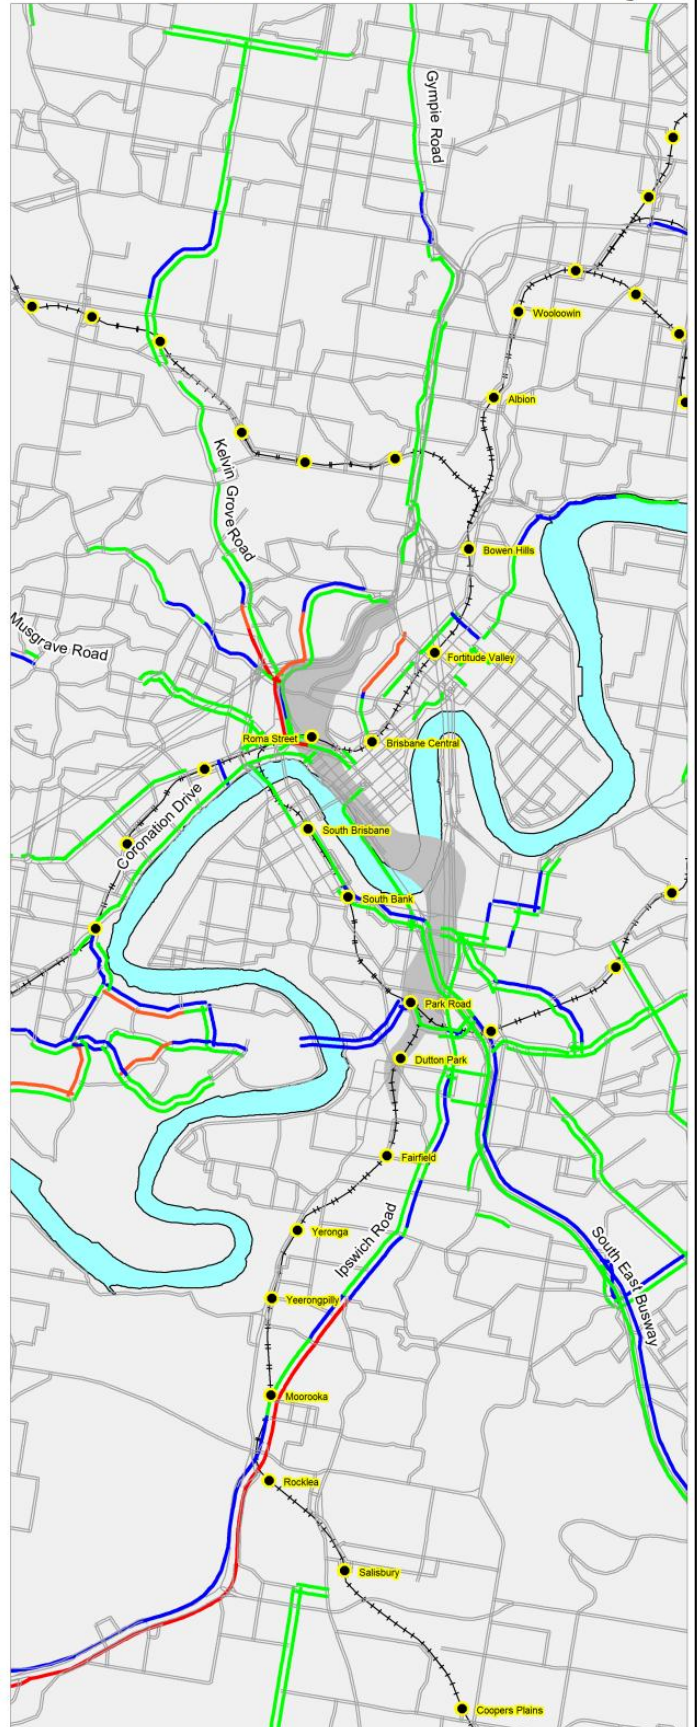 Gympie Road
Wooloowin
Albion
Kelvin Grove Road
Bowen Hills
Musgrave Road
Fortitude Valley
Roma Street
Brisbane Central
Coronation Drive
South Brisbane
South Bank
Park Road
Dutton Park
Fairfield
Ipswich Road
Yeronga
South East Busway
Yeerongpilly
Moorooka
Rocklea
Salisbury
Coopers Plains